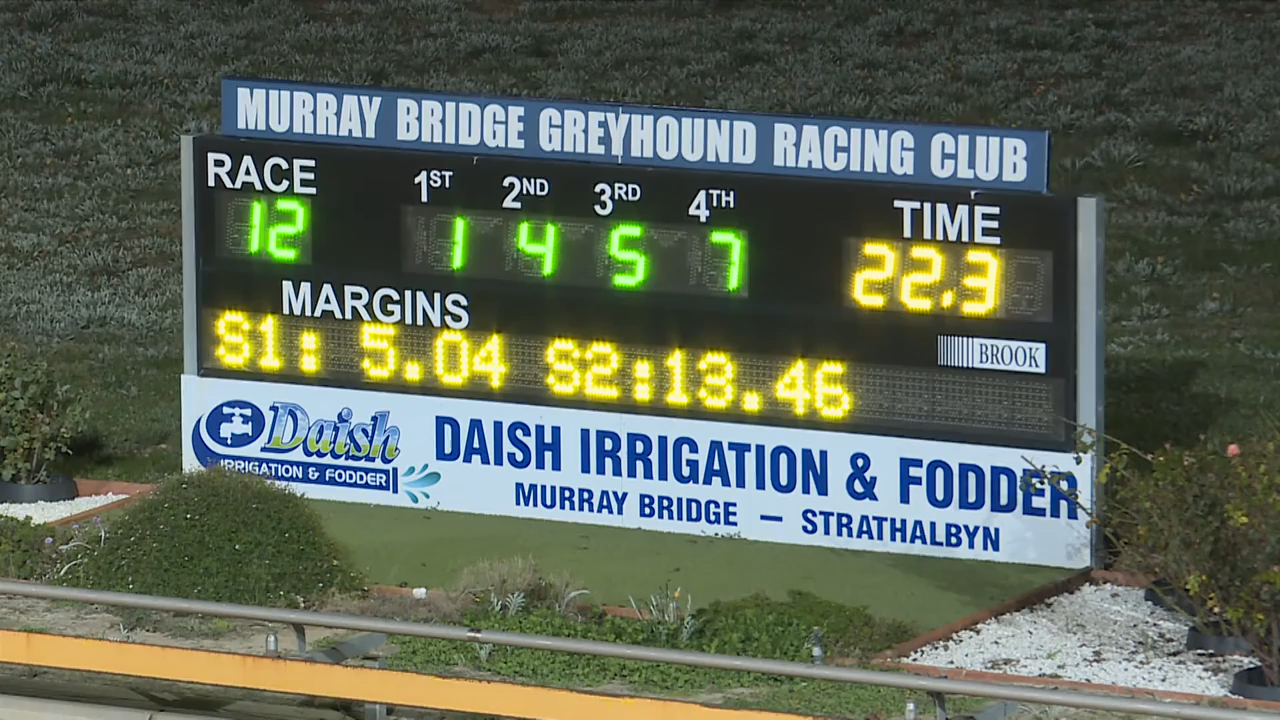 MURRAY BRIDGE GREYHOUND RACING CLUB
RACE 1ST 2ND 3RD 4TH TIME
12 1 4 5 7 22.3
MARGINS
BROOK
S1: 5.04 S2:13.46
Daish
IRRIGATION & FODDER
DAISH IRRIGATION & FODDER
MURRAY BRIDGE – STRATHALBYN